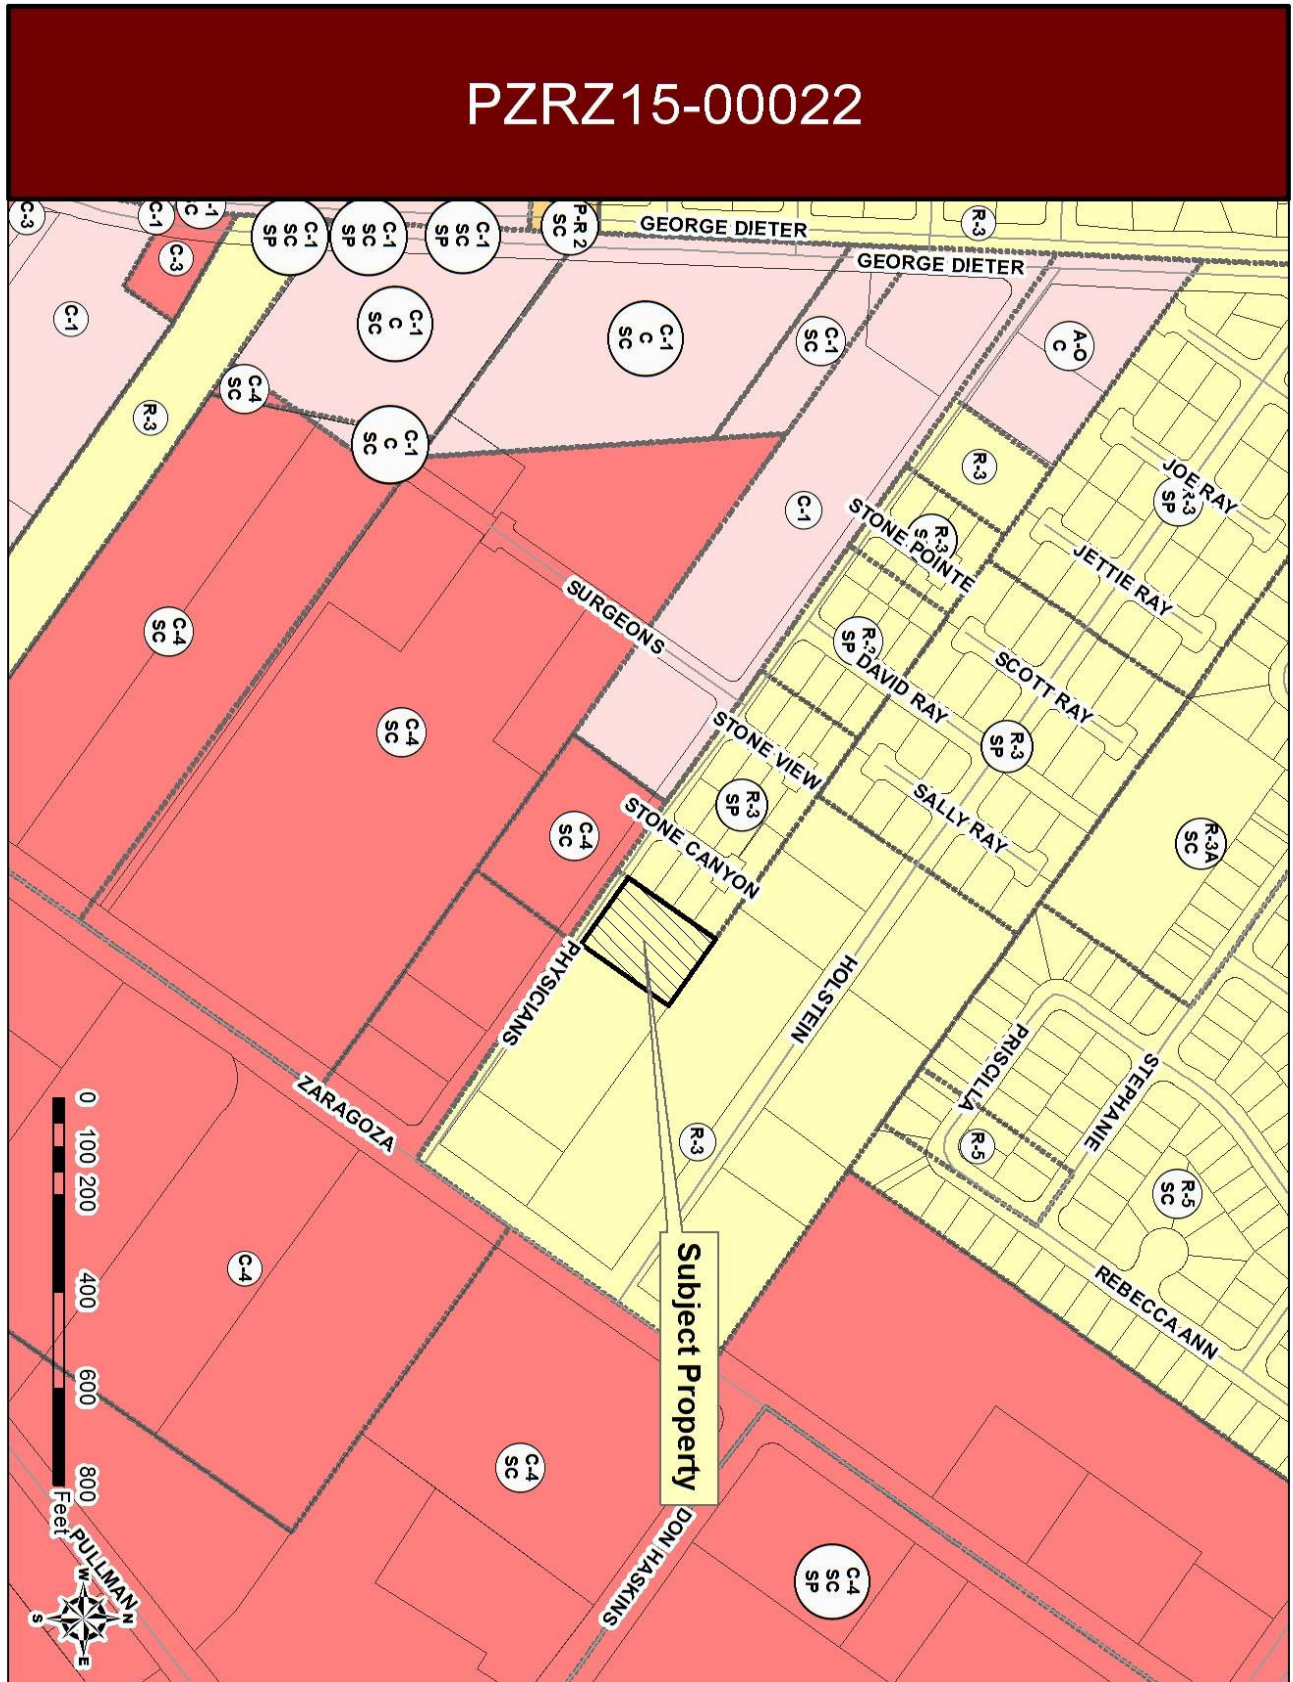 PZRZ15-00022
C-3
C-1
C-3
C-1
SC
SP
C-1
SC
SP
C-1
SC
SP
P-R 2
SC
GEORGE DIETER
R-3
GEORGE DIETER
C-1
C-1
C
SC
C-1
C
SC
C-1
SC
A-O
C
C-4
SC
R-3
C-1
C
SC
R-3
JOE RAY
R-3
SP
C-1
STONE POINTE
R-3
JETTIE RAY
C-4
SC
SURGEONS
SP
DAVID RAY
SCOTT RAY
C-4
SC
STONE VIEW
R-3
SP
SALLY RAY
R-3
SP
C-4
SC
STONE CANYON
R-3A
SC
PHYSICIANS
HOLSTEIN
PRISCILLA
STEPHANIE
ZARAGOZA
R-3
R-5
R-5
SC
REBECCA ANN
Subject Property
C-4
C-4
SC
DON HASKINS
C-4
SC
SP
PULLMAN
0 100 200 400 600 800
Feet
N
W
E
S